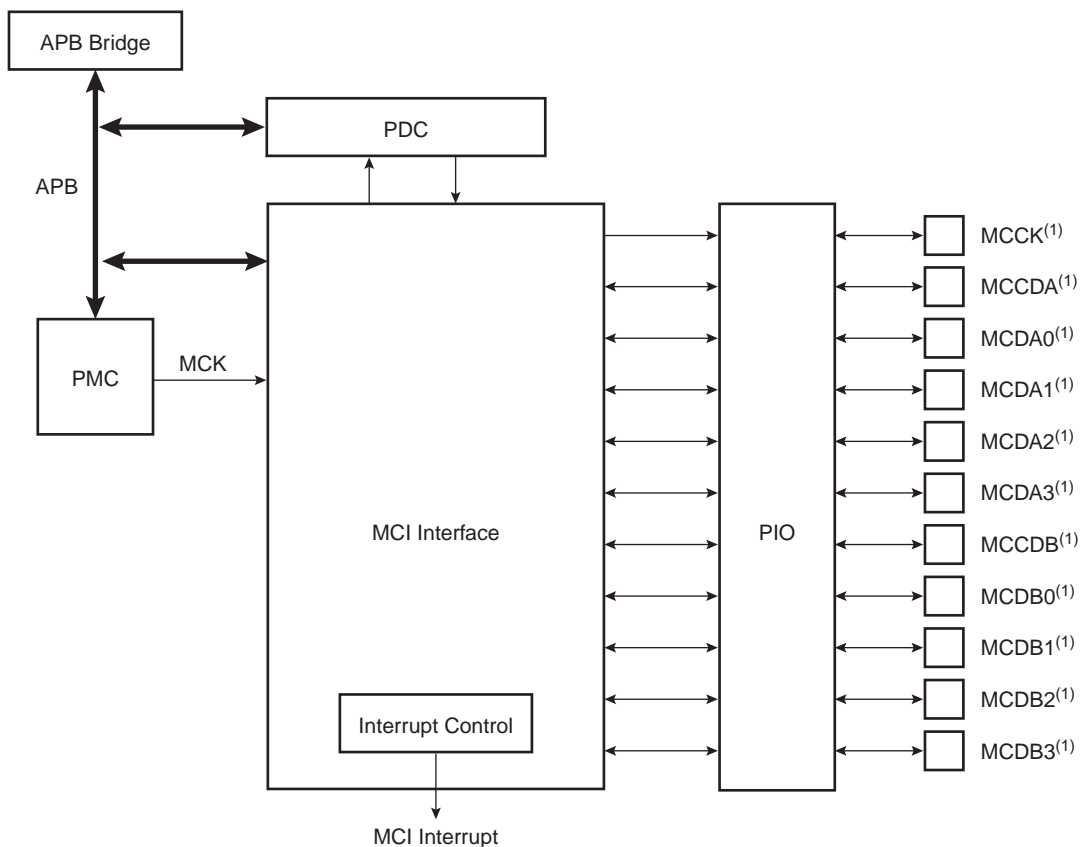 APB Bridge
PDC
APB
MCCK(1)
MCCDA(1)
MCDA0(1)
PMC
MCK
MCDA1(1)
MCDA2(1)
MCDA3(1)
MCI Interface
PIO
MCCDB(1)
MCDB0(1)
MCDB1(1)
MCDB2(1)
Interrupt Control
MCDB3(1)
MCI Interrupt